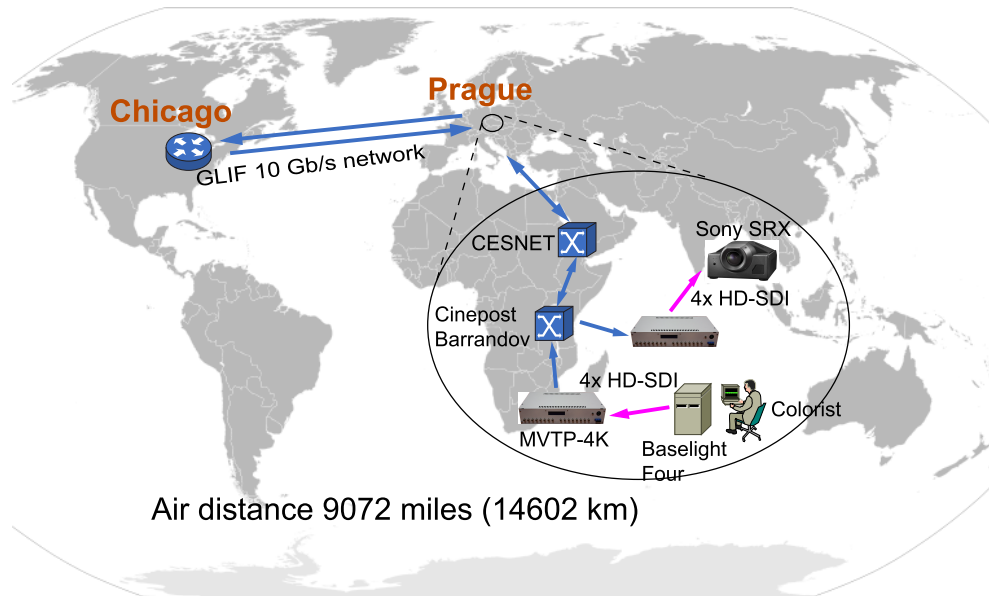 Prague
Chicago
GLIF 10 Gb/s network
Sony SRX
CESNET
4x HD-SDI
Cinepost
Barrandov
4x HD-SDI
Colorist
MVTP-4K
Baselight
Four
Air distance 9072 miles (14602 km)